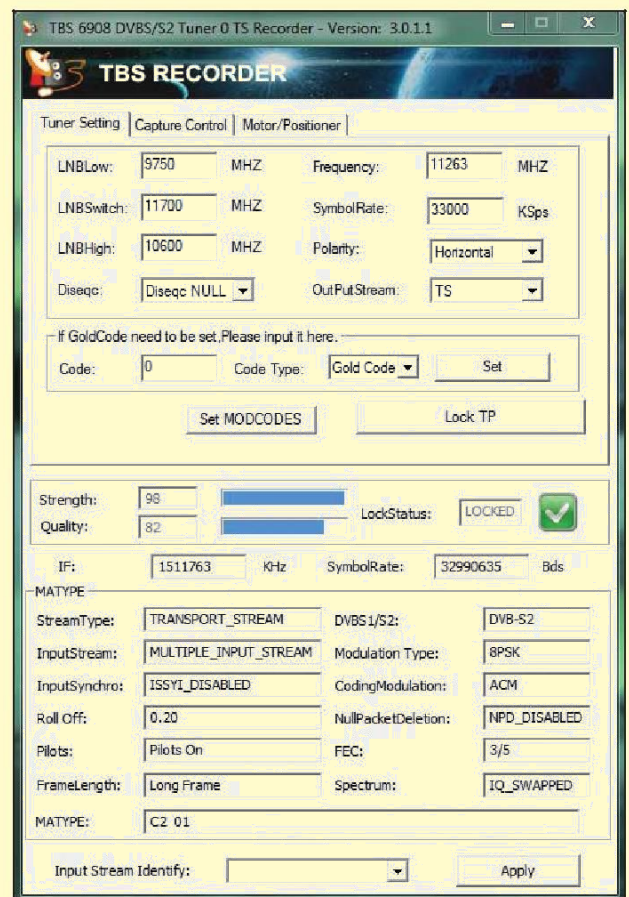 TBS 6908 DVBS/S2 Tuner 0 TS Recorder - Version: 3.0.1.1
TBS RECORDER
Tuner Setting Capture Control Motor/Positioner
LNBLow: 9750 MHZ Frequency: 11263 MHZ
LNBSwitch: 11700 MHZ SymbolRate: 33000 KSps
LNBHigh: 10600 MHZ Polarity: Horizontal
Diseqc: Diseqc NULL OutPutStream: TS
If GoldCode need to be set,Please input it here.
Code: 0 Code Type: Gold Code Set
Set MODCODES Lock TP
Strength: 98
Quality: 82 LockStatus: LOCKED
IF: 1511763 KHz SymbolRate: 32990635 Bds
MATYPE
StreamType: TRANSPORT_STREAM DVBS1/S2: DVB-S2
InputStream: MULTIPLE_INPUT_STREAM Modulation Type: 8PSK
InputSynchro: ISSYI_DISABLED CodingModulation: ACM
Roll Off: 0.20 NullPacketDeletion: NPD_DISABLED
Pilots: Pilots On FEC: 3/5
FrameLength: Long Frame Spectrum: IQ_SWAPPED
MATYPE: C2 01
Input Stream Identify: Apply